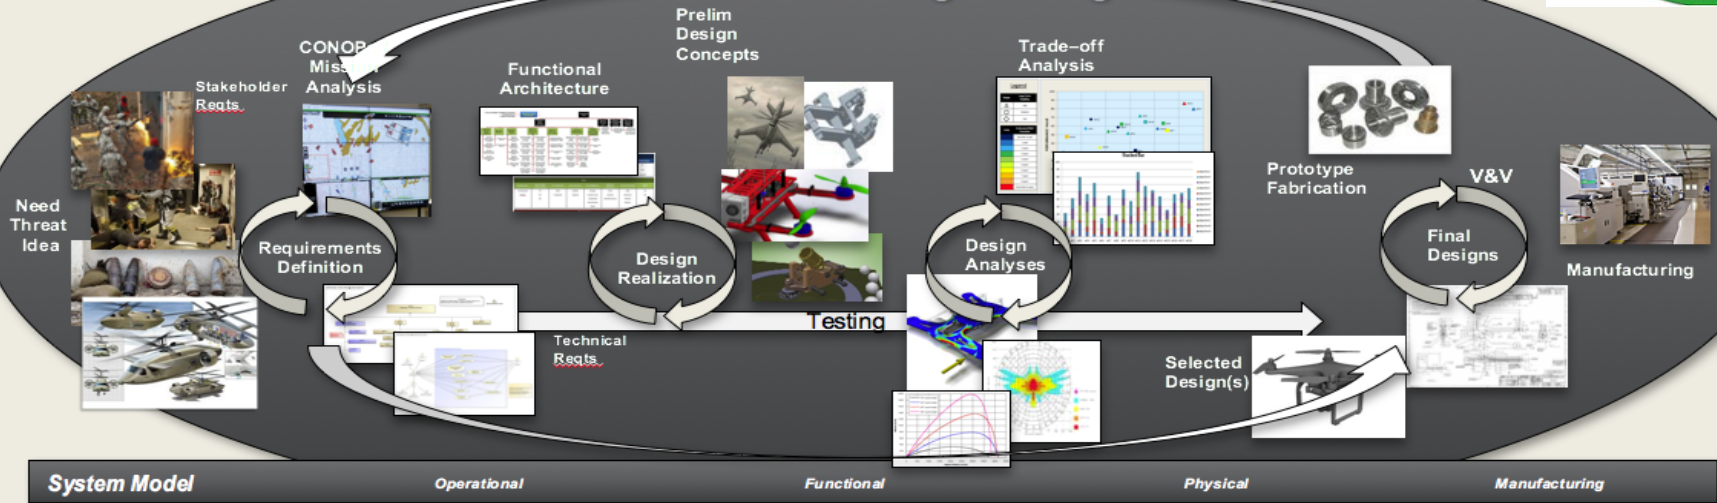 Prelim
Design
Concepts
CONOP
Mission
Analysis
Stakeholder
Reqts
Functional
Architecture
Trade–off
Analysis
Prototype
Fabrication
V&V
Need
Threat
Idea
Requirements
Definition
Design
Realization
Design
Analyses
Final
Designs
Manufacturing
Testing
Technical
Reqts
Selected
Design(s)
System Model
Operational
Functional
Physical
Manufacturing